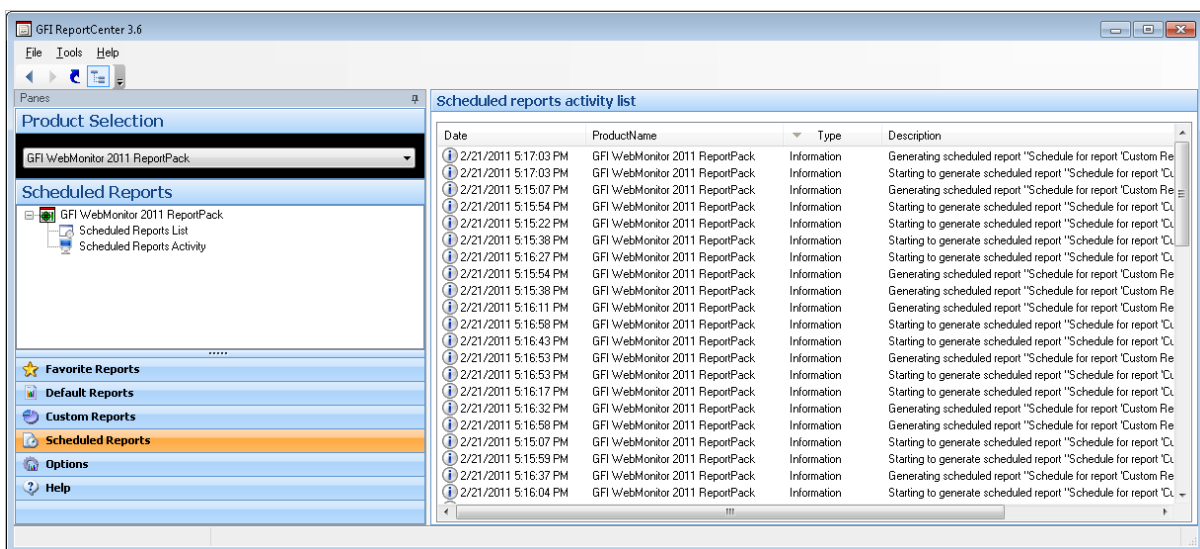 GFI ReportCenter 3.6
File Tools Help
Panes
Product Selection
GFI WebMonitor 2011 ReportPack
Scheduled Reports
GFI WebMonitor 2011 ReportPack
Scheduled Reports List
Scheduled Reports Activity
Favorite Reports
Default Reports
Custom Reports
Scheduled Reports
Options
Help
Scheduled reports activity list
Date ProductName Type Description
2/21/2011 5:17:03 PM GFI WebMonitor 2011 ReportPack Information Generating scheduled report "Schedule for report 'Custom Re
2/21/2011 5:17:03 PM GFI WebMonitor 2011 ReportPack Information Starting to generate scheduled report "Schedule for report 'Cu
2/21/2011 5:15:07 PM GFI WebMonitor 2011 ReportPack Information Generating scheduled report "Schedule for report 'Custom Re
2/21/2011 5:15:54 PM GFI WebMonitor 2011 ReportPack Information Starting to generate scheduled report "Schedule for report 'Cu
2/21/2011 5:15:22 PM GFI WebMonitor 2011 ReportPack Information Starting to generate scheduled report "Schedule for report 'Cu
2/21/2011 5:15:38 PM GFI WebMonitor 2011 ReportPack Information Starting to generate scheduled report "Schedule for report 'Cu
2/21/2011 5:16:27 PM GFI WebMonitor 2011 ReportPack Information Starting to generate scheduled report "Schedule for report 'Cu
2/21/2011 5:15:54 PM GFI WebMonitor 2011 ReportPack Information Generating scheduled report "Schedule for report 'Custom Re
2/21/2011 5:15:38 PM GFI WebMonitor 2011 ReportPack Information Generating scheduled report "Schedule for report 'Custom Re
2/21/2011 5:16:11 PM GFI WebMonitor 2011 ReportPack Information Generating scheduled report "Schedule for report 'Custom Re
2/21/2011 5:16:58 PM GFI WebMonitor 2011 ReportPack Information Starting to generate scheduled report "Schedule for report 'Cu
2/21/2011 5:16:43 PM GFI WebMonitor 2011 ReportPack Information Starting to generate scheduled report "Schedule for report 'Cu
2/21/2011 5:16:53 PM GFI WebMonitor 2011 ReportPack Information Generating scheduled report "Schedule for report 'Custom Re
2/21/2011 5:16:53 PM GFI WebMonitor 2011 ReportPack Information Starting to generate scheduled report "Schedule for report 'Cu
2/21/2011 5:16:17 PM GFI WebMonitor 2011 ReportPack Information Starting to generate scheduled report "Schedule for report 'Cu
2/21/2011 5:16:32 PM GFI WebMonitor 2011 ReportPack Information Generating scheduled report "Schedule for report 'Custom Re
2/21/2011 5:16:58 PM GFI WebMonitor 2011 ReportPack Information Generating scheduled report "Schedule for report 'Custom Re
2/21/2011 5:15:07 PM GFI WebMonitor 2011 ReportPack Information Starting to generate scheduled report "Schedule for report 'Cu
2/21/2011 5:15:59 PM GFI WebMonitor 2011 ReportPack Information Starting to generate scheduled report "Schedule for report 'Cu
2/21/2011 5:16:37 PM GFI WebMonitor 2011 ReportPack Information Generating scheduled report "Schedule for report 'Custom Re
2/21/2011 5:16:04 PM GFI WebMonitor 2011 ReportPack Information Starting to generate scheduled report "Schedule for report 'Cu